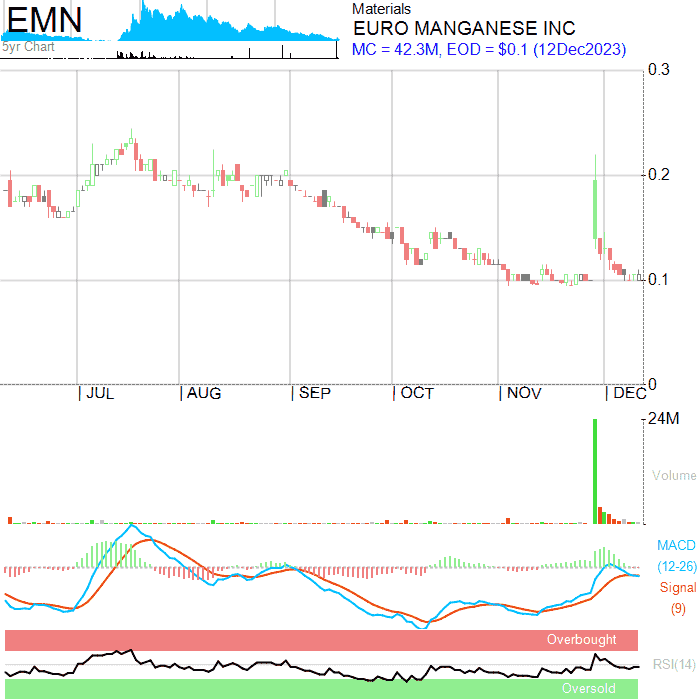 EMN
5yr Chart
Materials
EURO MANGANESE INC
MC = 42.3M, EOD = $0.1 (12Dec2023)
0.3
0.2
0.1
0
| JUL | AUG | SEP | OCT | NOV | DEC
24M
Volume
MACD
(12-26)
Signal
(9)
Overbought
RSI(14)
Oversold